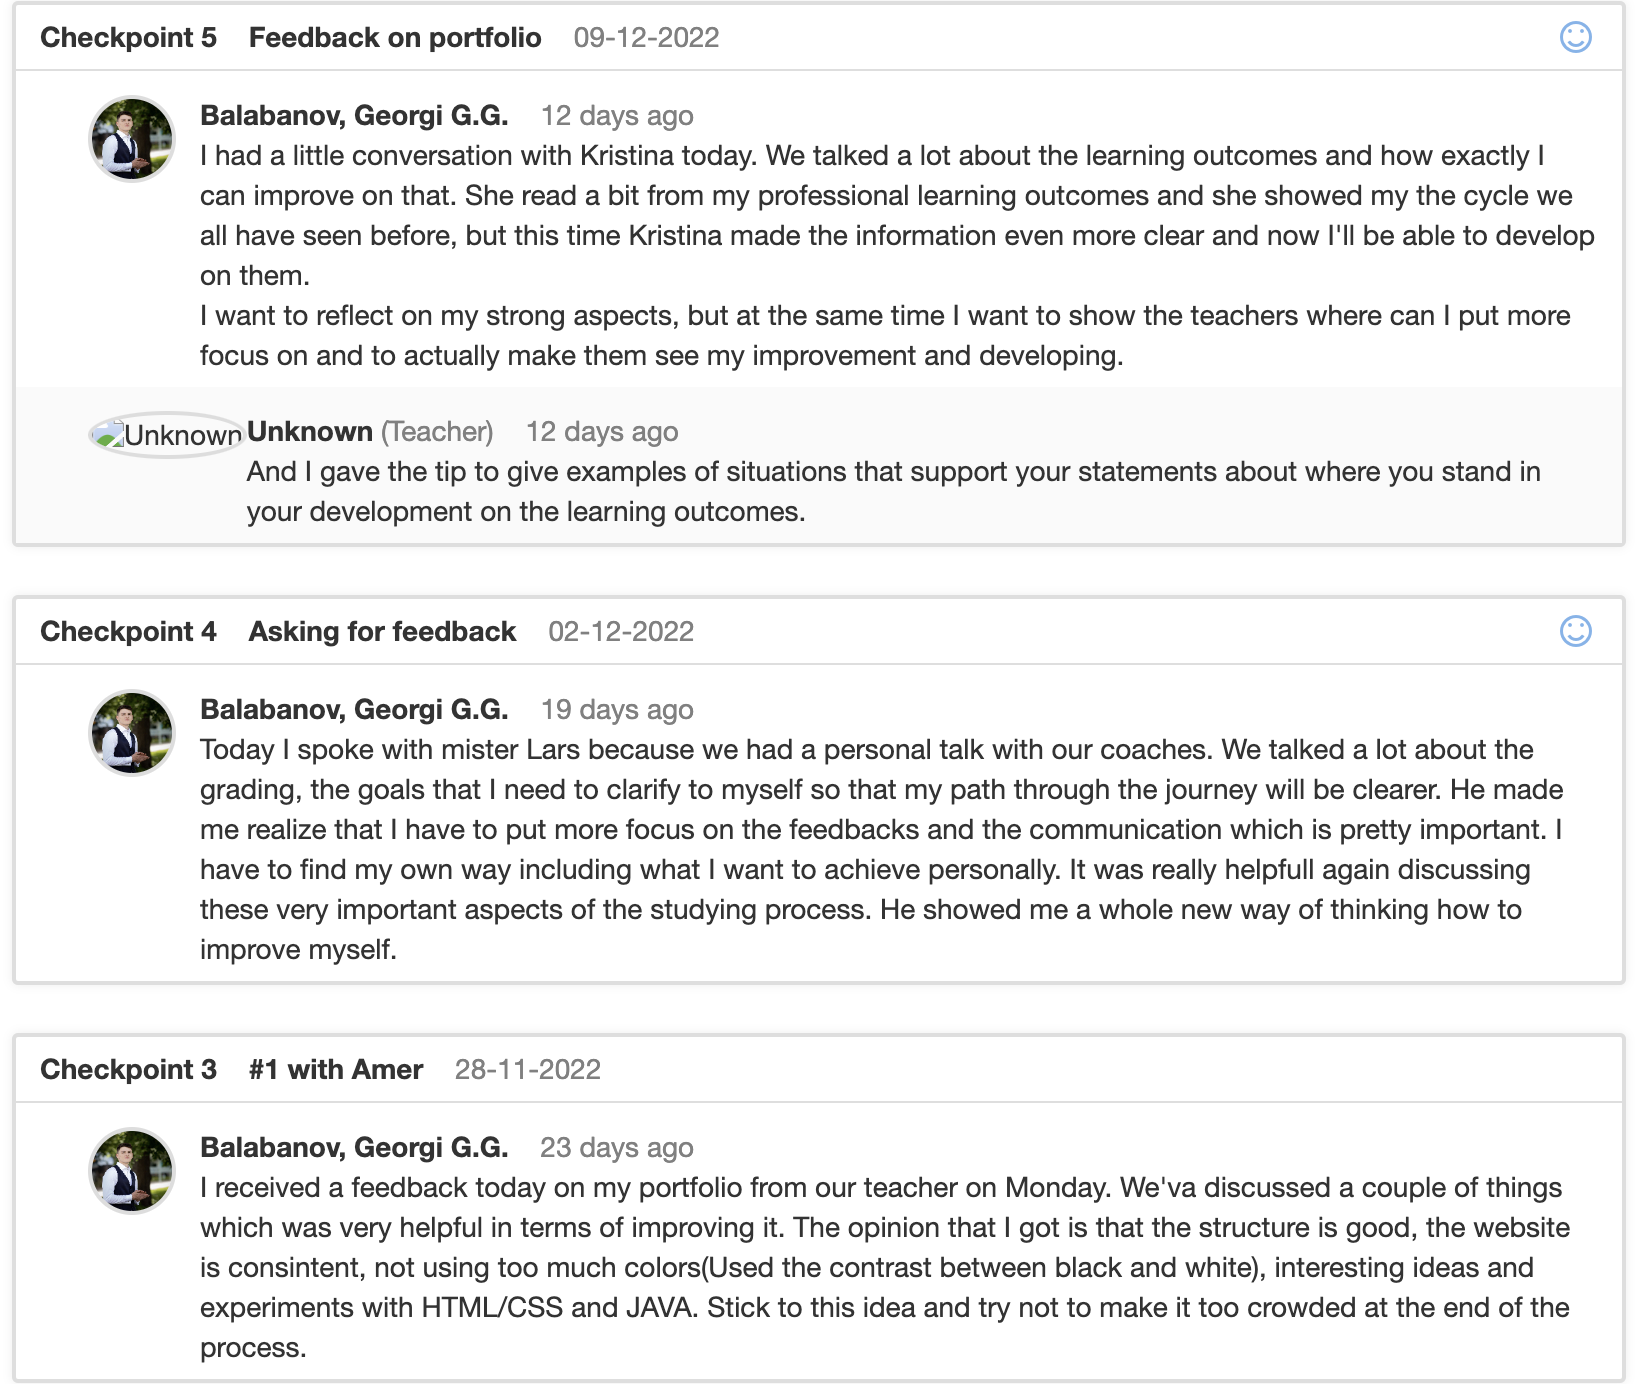 Checkpoint 5 Feedback on portfolio 09-12-2022
Balabanov, Georgi G.G. 12 days ago
I had a little conversation with Kristina today. We talked a lot about the learning outcomes and how exactly I
can improve on that. She read a bit from my professional learning outcomes and she showed my the cycle we
all have seen before, but this time Kristina made the information even more clear and now I'll be able to develop
on them.
I want to reflect on my strong aspects, but at the same time I want to show the teachers where can I put more
focus on and to actually make them see my improvement and developing.
Unknown Unknown (Teacher) 12 days ago
And I gave the tip to give examples of situations that support your statements about where you stand in
your development on the learning outcomes.
Checkpoint 4 Asking for feedback 02-12-2022
Balabanov, Georgi G.G. 19 days ago
Today I spoke with mister Lars because we had a personal talk with our coaches. We talked a lot about the
grading, the goals that I need to clarify to myself so that my path through the journey will be clearer. He made
me realize that I have to put more focus on the feedbacks and the communication which is pretty important. I
have to find my own way including what I want to achieve personally. It was really helpfull again discussing
these very important aspects of the studying process. He showed me a whole new way of thinking how to
improve myself.
Checkpoint 3 #1 with Amer 28-11-2022
Balabanov, Georgi G.G. 23 days ago
I received a feedback today on my portfolio from our teacher on Monday. We'va discussed a couple of things
which was very helpful in terms of improving it. The opinion that I got is that the structure is good, the website
is consintent, not using too much colors(Used the contrast between black and white), interesting ideas and
experiments with HTML/CSS and JAVA. Stick to this idea and try not to make it too crowded at the end of the
process.